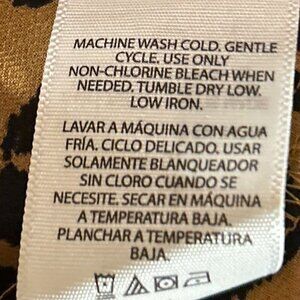 MACHINE WASH COLD. GENTLE
CYCLE. USE ONLY
NON-CHLORINE BLEACH WHEN
NEEDED. TUMBLE DRY LOW.
LOW IRON.
LAVAR A MÁQUINA CON AGUA
FRÍA. CICLO DELICADO. USAR
SOLAMENTE BLANQUEADOR
SIN CLORO CUANDO SE
NECESITE. SECAR EN MÁQUINA
A TEMPERATURA BAJA.
PLANCHAR A TEMPERATURA
BAJA.